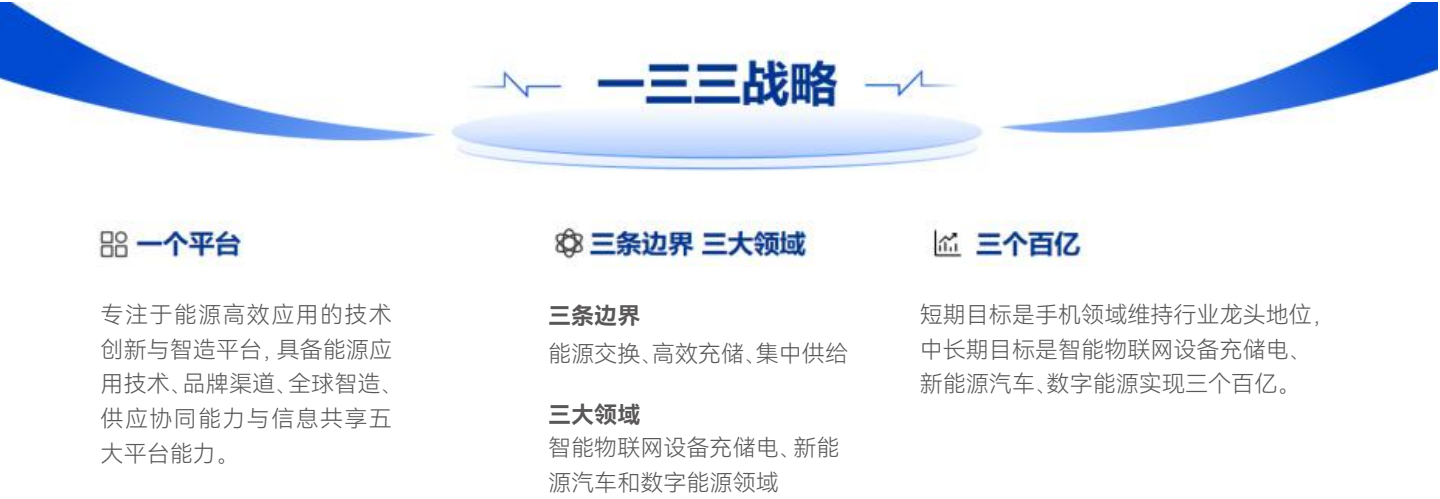 一三三战略
一个平台
专注于能源高效应用的技术
创新与智造平台, 具备能源应
用技术、品牌渠道、全球智造、
供应协同能力与信息共享五
大平台能力。
三条边界 三大领域
三条边界
能源交换、高效充储、集中供给
三大领域
智能物联网设备充储电、新能
源汽车和数字能源领域
三个百亿
短期目标是手机领域维持行业龙头地位,
中长期目标是智能物联网设备充储电、
新能源汽车、数字能源实现三个百亿。